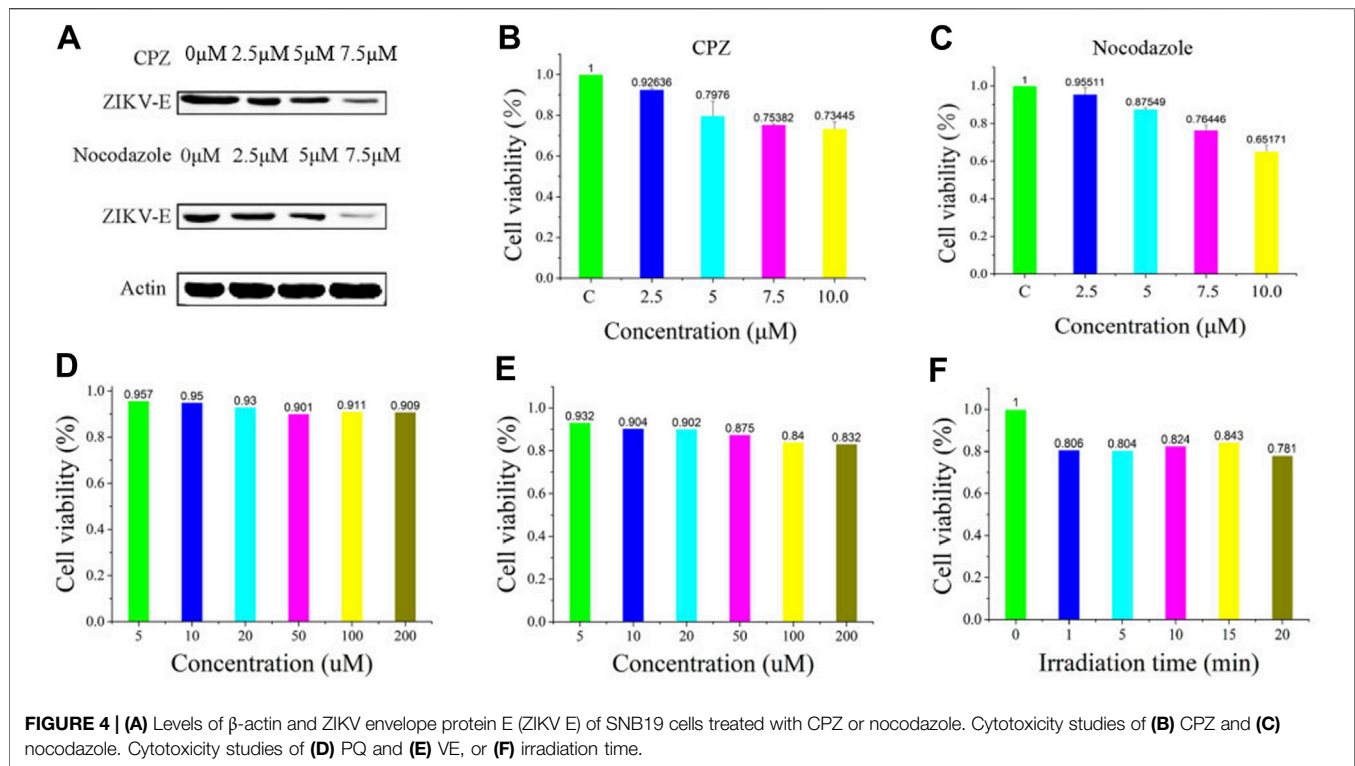 A
CPZ 0μM 2.5μM 5μM 7.5μM
ZIKV-E
Nocodazole 0μM 2.5μM 5μM 7.5μM
ZIKV-E
Actin
B
CPZ
Cell viability (%)
1.0
0.8
0.6
0.4
0.2
0.0
1
0.92636
0.7976
0.75382
0.73445
C 2.5 5 7.5 10.0
Concentration (μM)
C
Nocodazole
Cell viability (%)
1.0
0.8
0.6
0.4
0.2
0.0
1
0.95511
0.87549
0.76446
0.65171
C 2.5 5 7.5 10.0
Concentration (μM)
D
Cell viability (%)
1.0
0.8
0.6
0.4
0.2
0.0
0.957
0.95
0.93
0.901
0.911
0.909
5 10 20 50 100 200
Concentration (uM)
E
Cell viability (%)
1.0
0.8
0.6
0.4
0.2
0.0
0.932
0.904
0.902
0.875
0.84
0.832
5 10 20 50 100 200
Concentration (uM)
F
Cell viability (%)
1.0
0.8
0.6
0.4
0.2
0.0
1
0.806
0.804
0.824
0.843
0.781
0 1 5 10 15 20
Irradiation time (min)
FIGURE 4 | (A) Levels of β-actin and ZIKV envelope protein E (ZIKV E) of SNB19 cells treated with CPZ or nocodazole. Cytotoxicity studies of (B) CPZ and (C)
nocodazole. Cytotoxicity studies of (D) PQ and (E) VE, or (F) irradiation time.